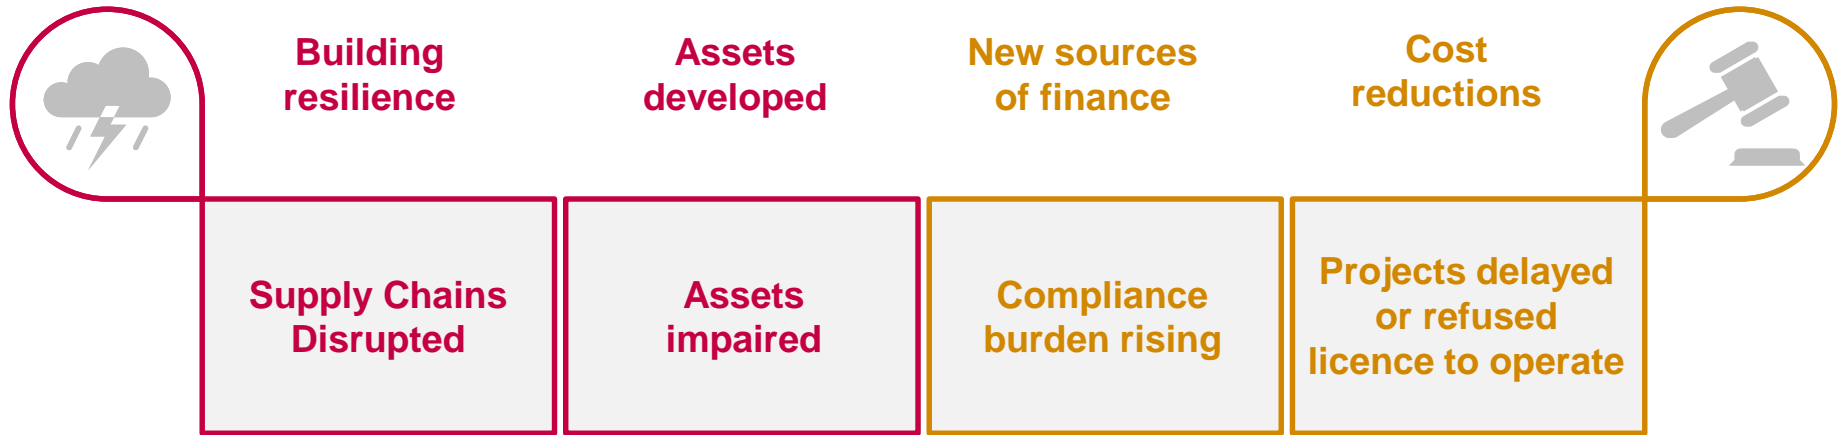 Building
resilience
Assets
developed
New sources
of finance
Cost
reductions
Supply Chains
Disrupted
Assets
impaired
Compliance
burden rising
Projects delayed
or refused
licence to operate